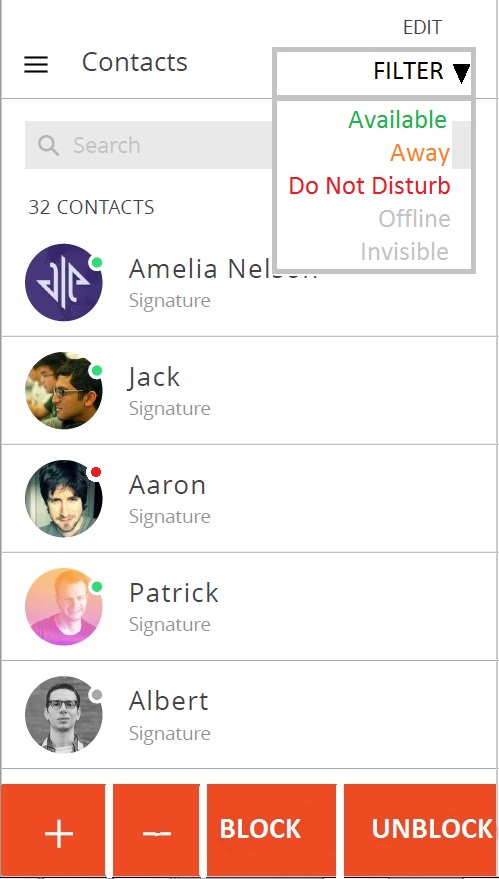 EDIT
Contacts
FILTER
Available
Away
Do Not Disturb
Offline
Invisible
Search
32 CONTACTS
Amelia Nelson
Signature
Jack
Signature
Aaron
Signature
Patrick
Signature
Albert
Signature
+ -- BLOCK UNBLOCK